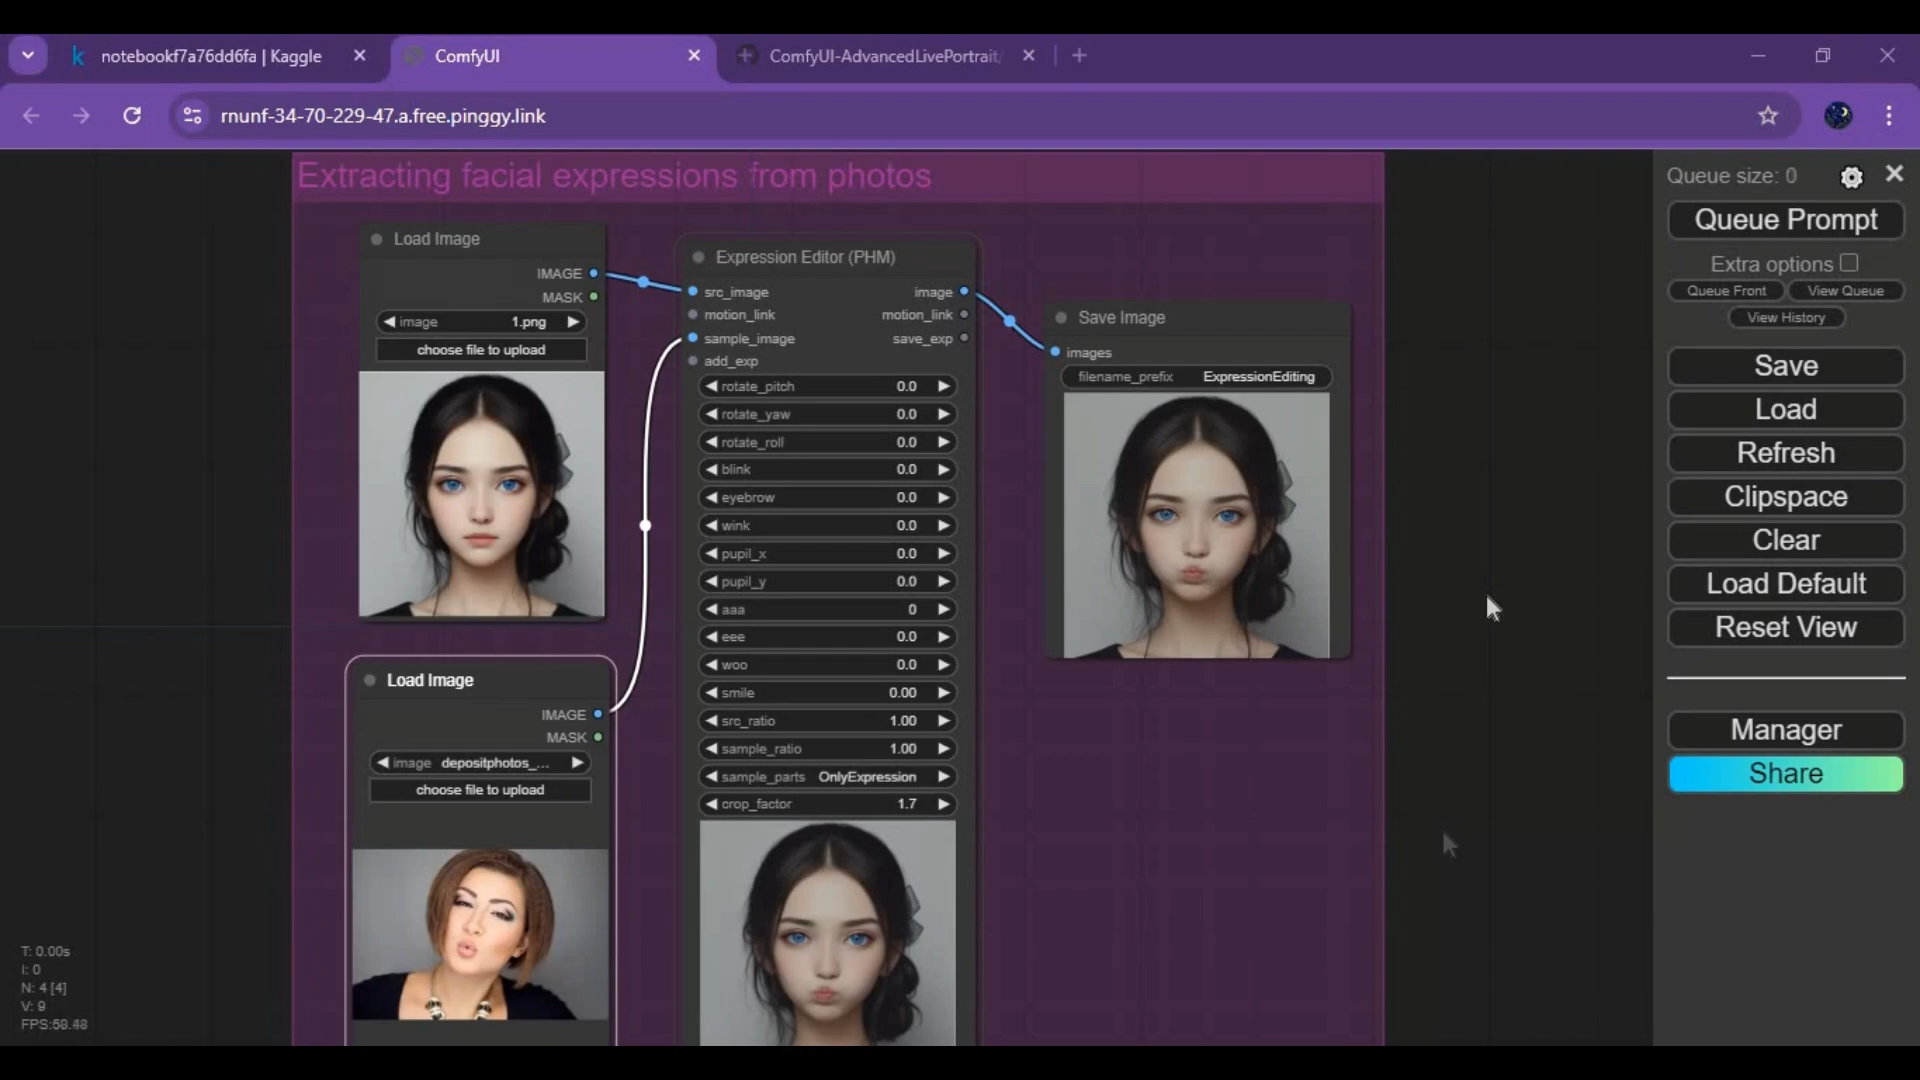 notebookf7a76dd6fa | Kaggle
ComfyUI
ComfyUI-AdvancedLivePortrait/
rnunf-34-70-229-47.a.free.pinggy.link
Extracting facial expressions from photos
Load Image
IMAGE
MASK
image 1.png
choose file to upload
Load Image
IMAGE
MASK
image depositphotos_...
choose file to upload
Expression Editor (PHM)
src_image image
motion_link motion_link
sample_image save_exp
add_exp
rotate_pitch 0.0
rotate_yaw 0.0
rotate_roll 0.0
blink 0.0
eyebrow 0.0
wink 0.0
pupil_x 0.0
pupil_y 0.0
aaa 0
eee 0.0
woo 0.0
smile 0.00
src_ratio 1.00
sample_ratio 1.00
sample_parts OnlyExpression
crop_factor 1.7
Save Image
images
filename_prefix ExpressionEditing
Queue size: 0
Queue Prompt
Extra options
Queue Front View Queue
View History
Save
Load
Refresh
Clipspace
Clear
Load Default
Reset View
Manager
Share
T: 0.00s
I: 0
N: 4 [4]
V: 9
FPS:58.48